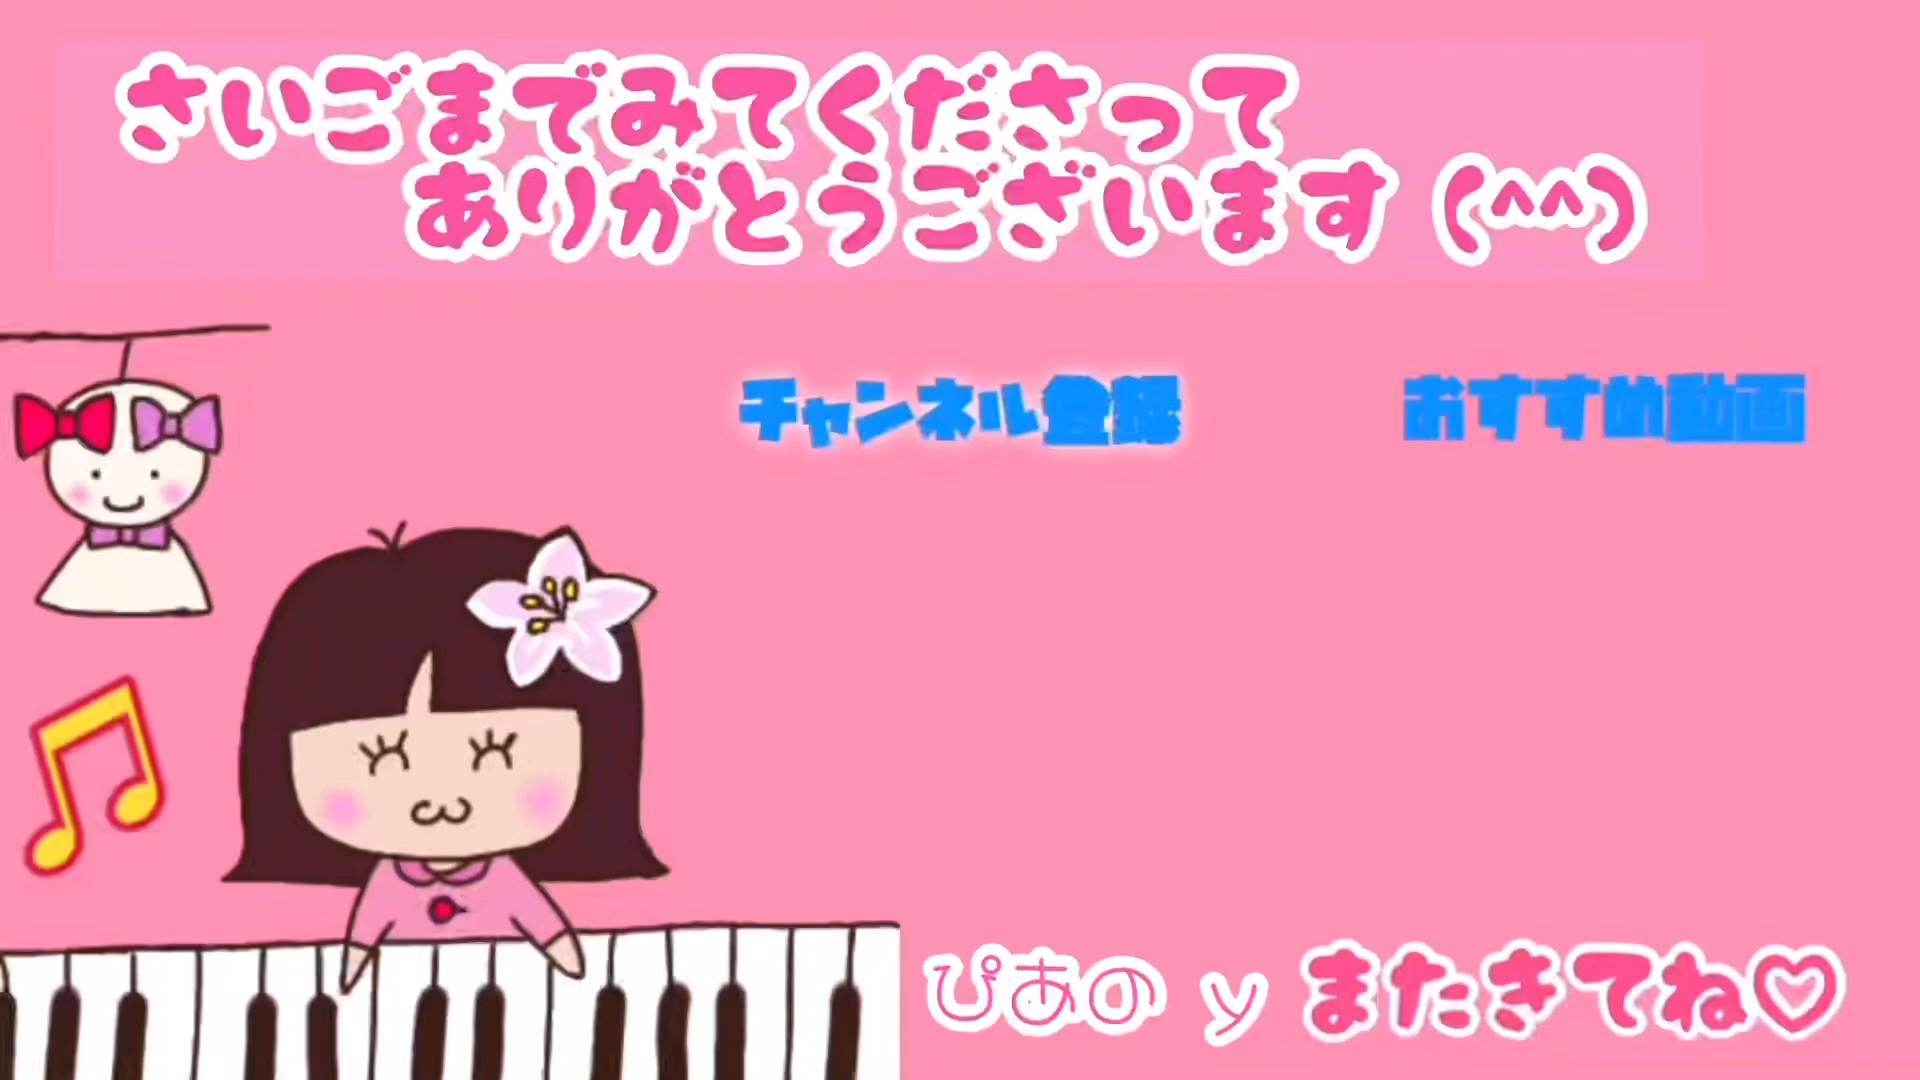 さいごまでみてくださって
ありがとうございます (^^)
チャンネル登録
おすすめ動画
ぴあの y またきてね♡